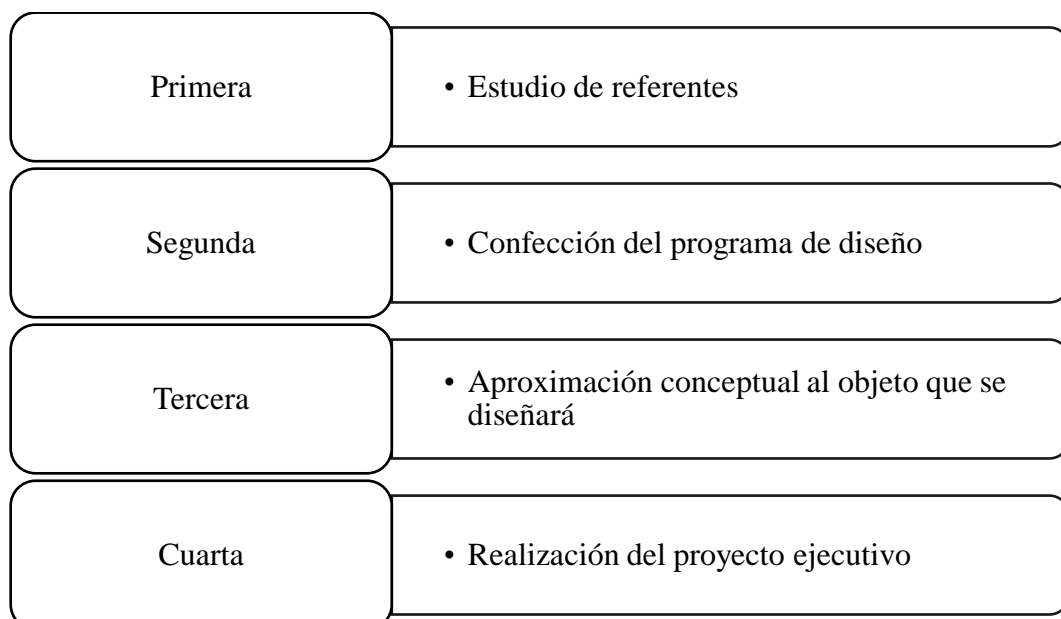 Primera
• Estudio de referentes
Segunda
• Confección del programa de diseño
Tercera
• Aproximación conceptual al objeto que se
diseñará
Cuarta
• Realización del proyecto ejecutivo